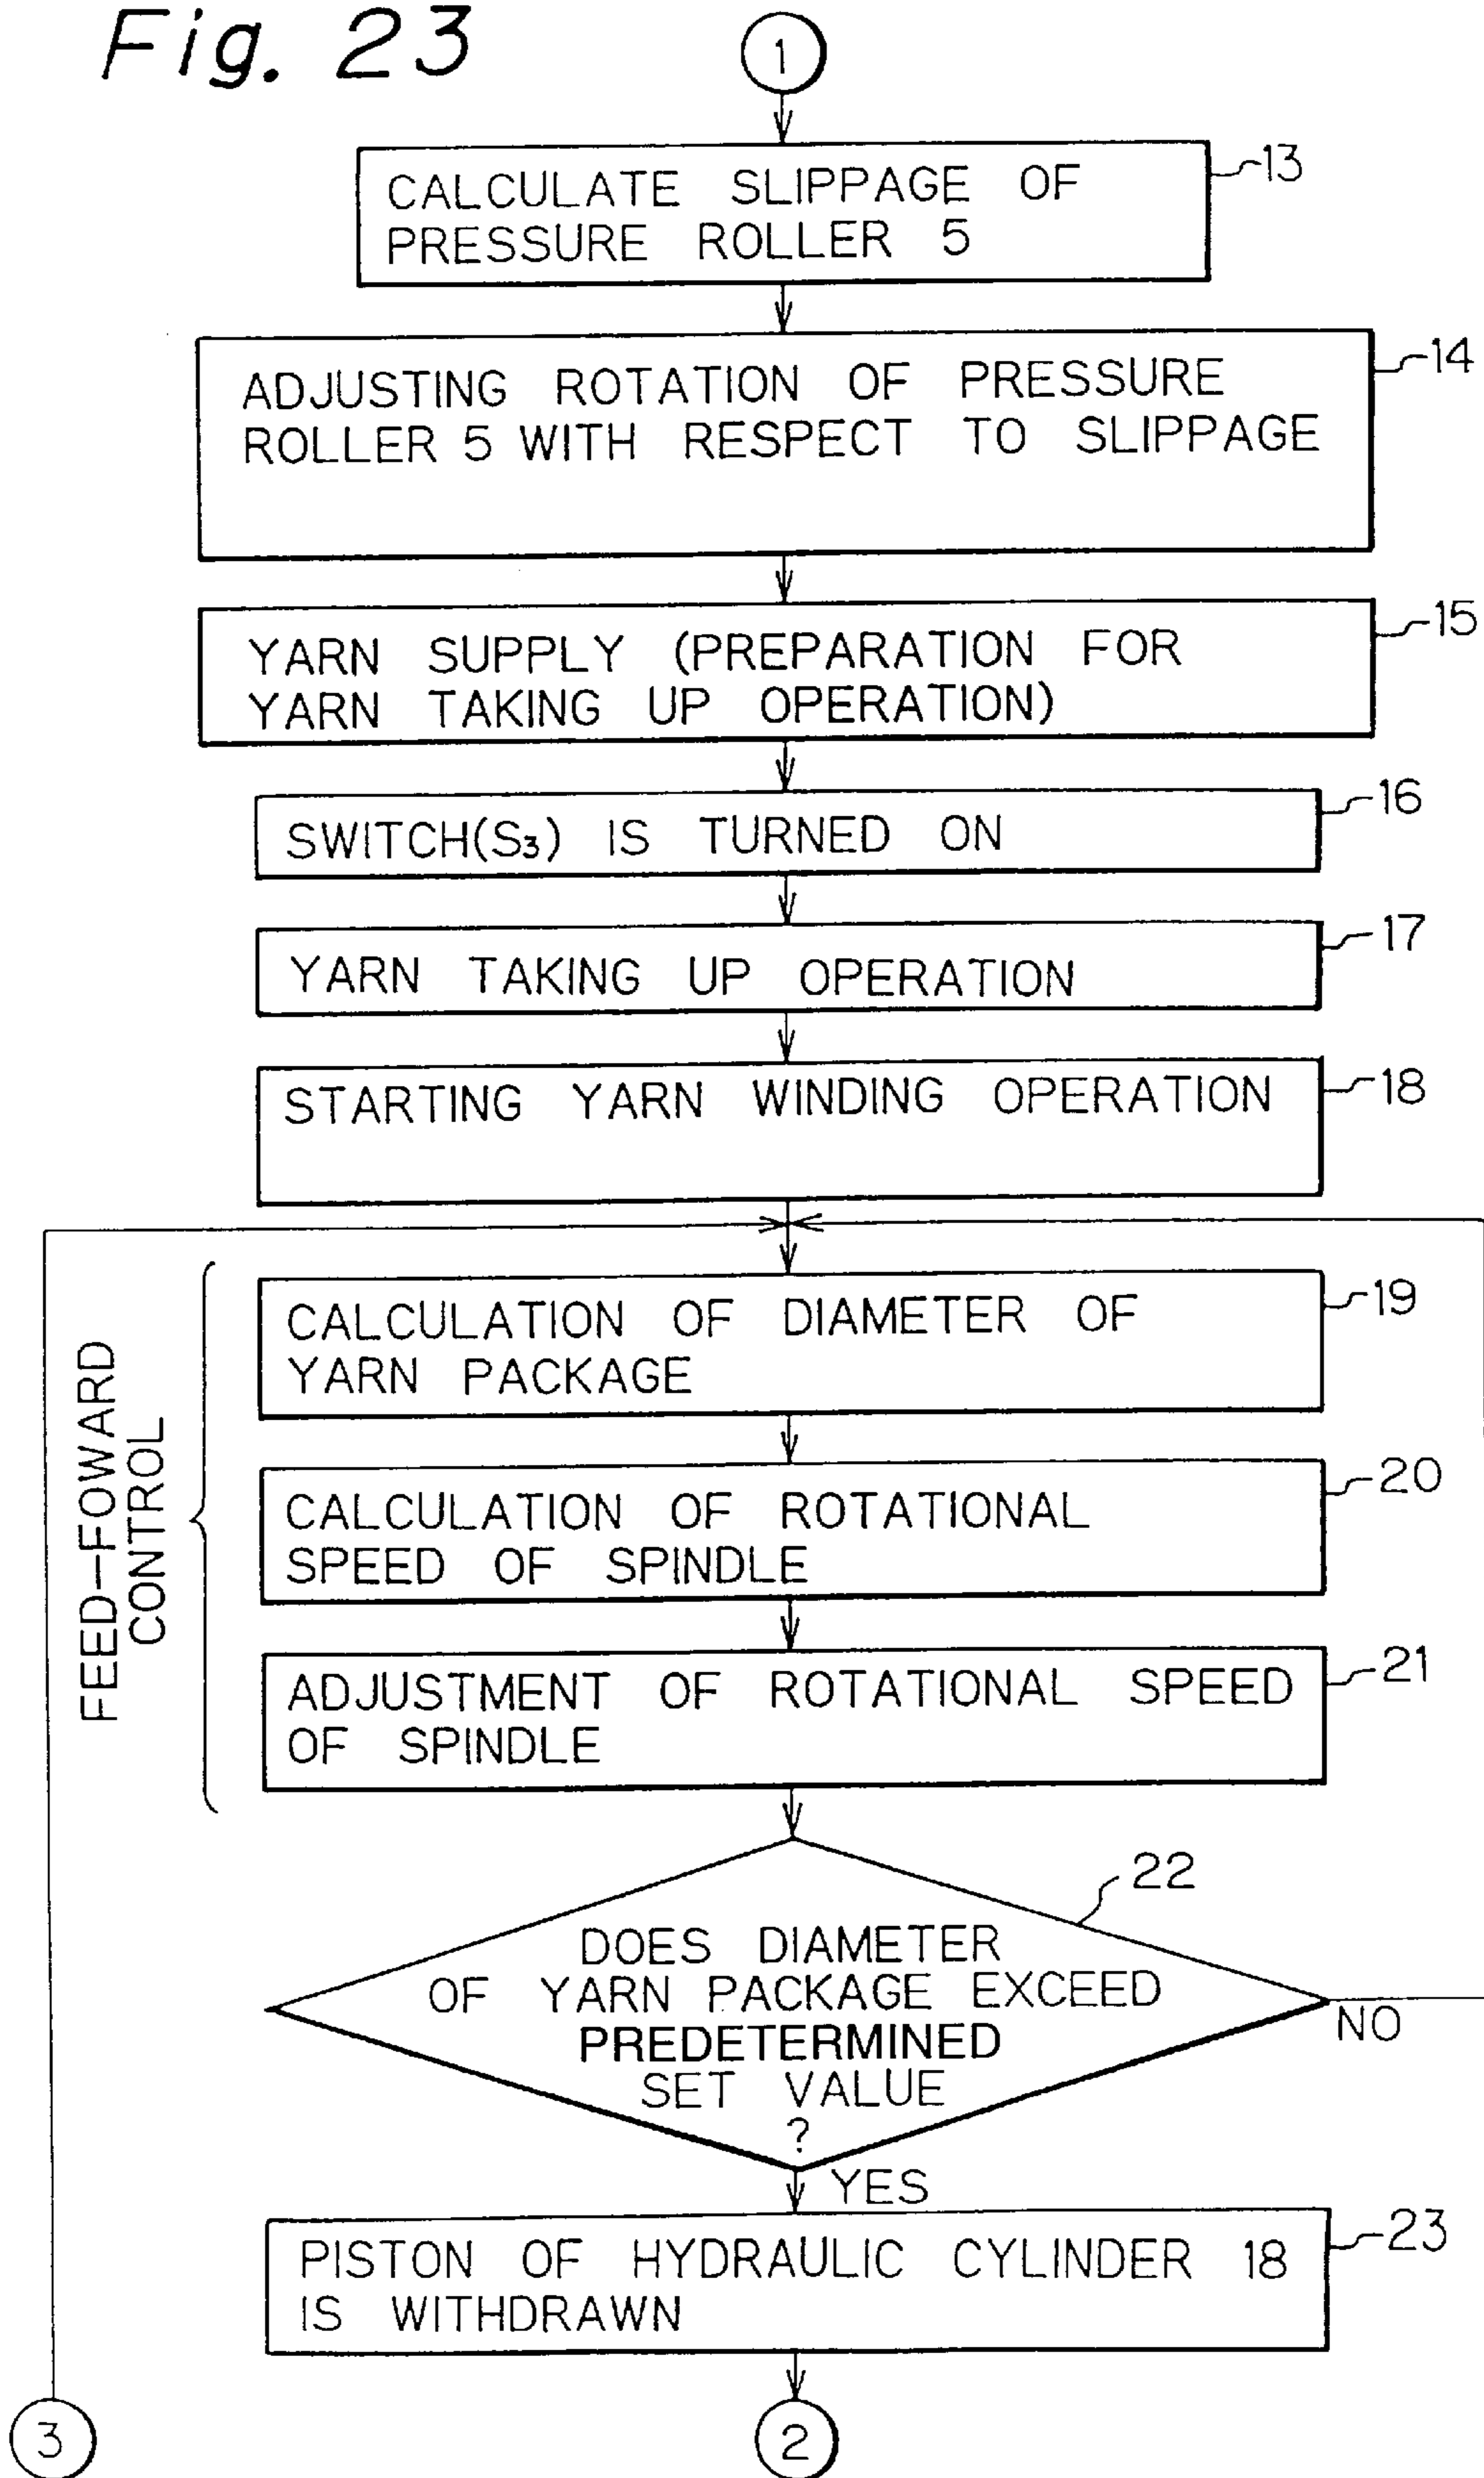 Fig. 23
1
CALCULATE SLIPPAGE OF
PRESSURE ROLLER 5
13
ADJUSTING ROTATION OF PRESSURE
ROLLER 5 WITH RESPECT TO SLIPPAGE
14
YARN SUPPLY (PREPARATION FOR
YARN TAKING UP OPERATION)
15
SWITCH(S3) IS TURNED ON
16
YARN TAKING UP OPERATION
17
STARTING YARN WINDING OPERATION
18
FEED-FOWARD
CONTROL
CALCULATION OF DIAMETER OF
YARN PACKAGE
19
CALCULATION OF ROTATIONAL
SPEED OF SPINDLE
20
ADJUSTMENT OF ROTATIONAL SPEED
OF SPINDLE
21
22
DOES DIAMETER
OF YARN PACKAGE EXCEED
PREDETERMINED
SET VALUE
?
NO
YES
PISTON OF HYDRAULIC CYLINDER 18
IS WITHDRAWN
23
3
2